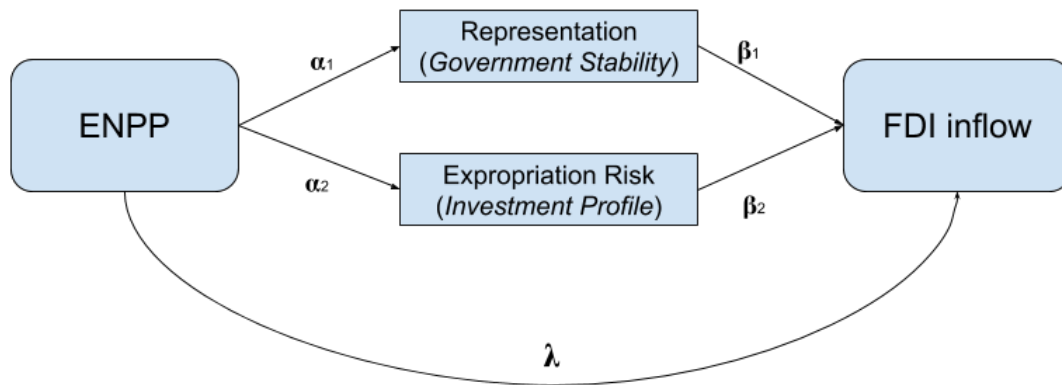 Representation
(Government Stability)
α1
β1
ENPP
FDI inflow
Expropriation Risk
(Investment Profile)
α2
β2
λ